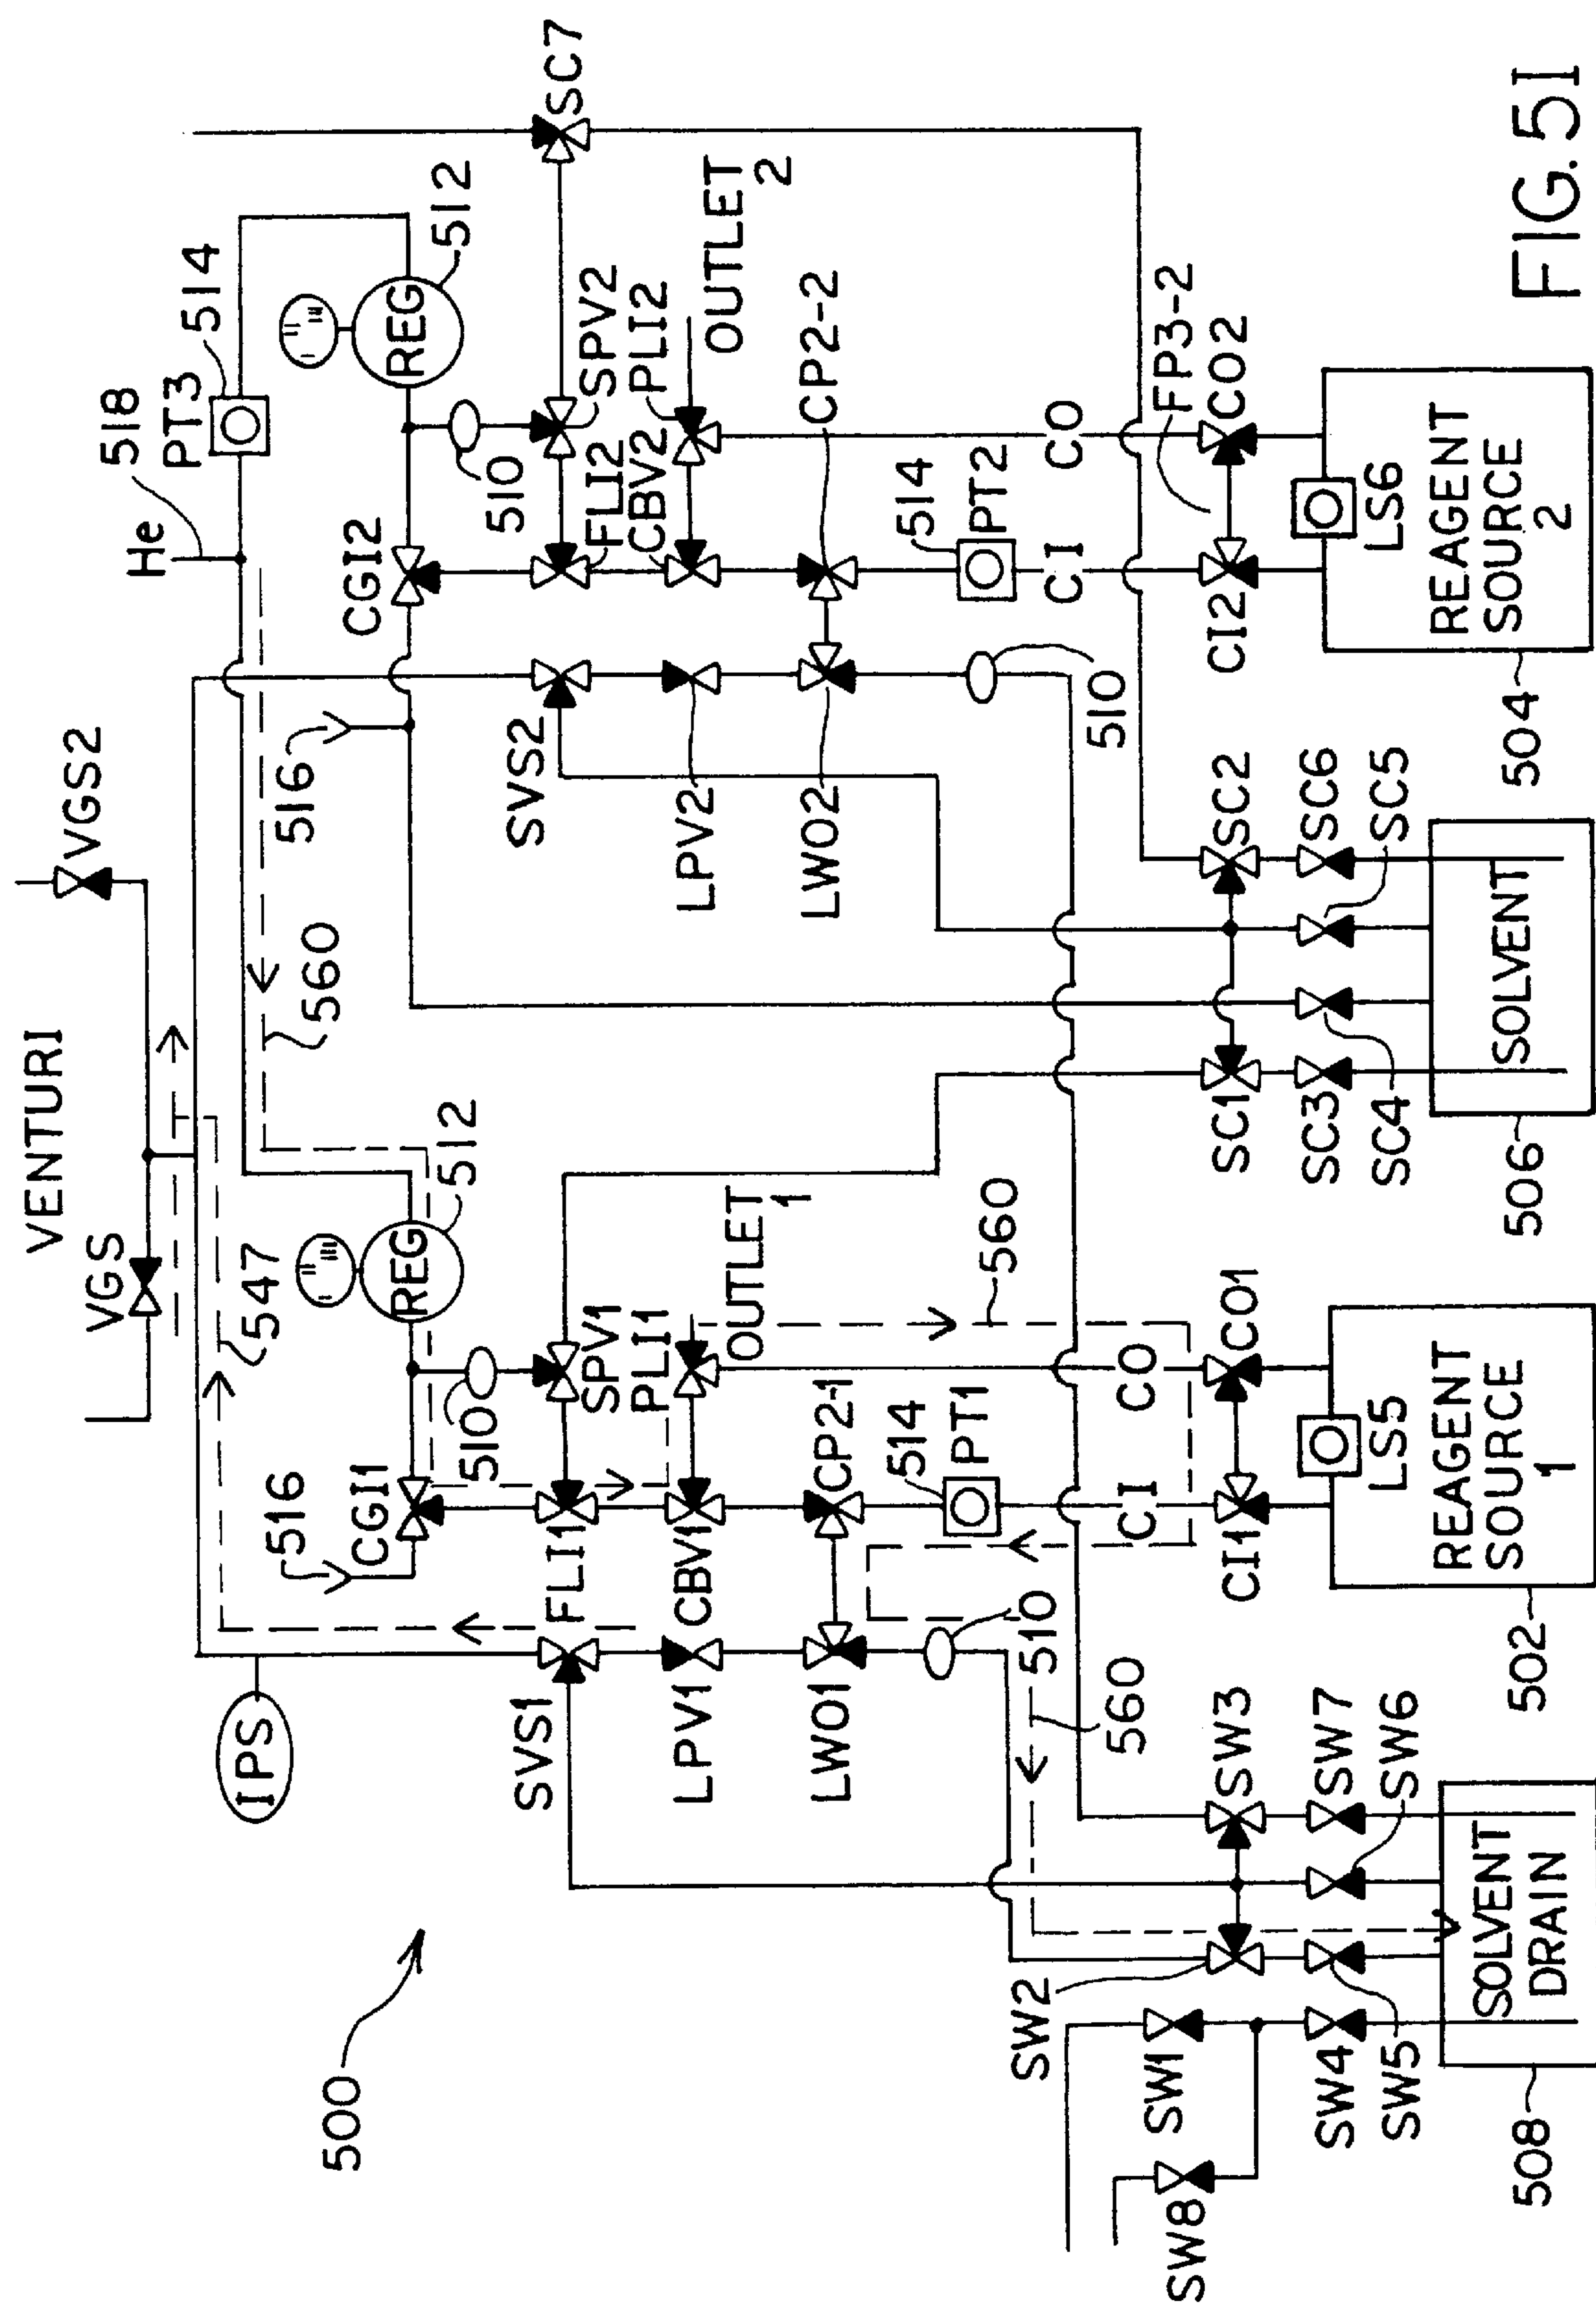 VENTURI
VGS
VGS2
He
518
PT3
514
512
REG
SC7
CGI2
510
SPV2
FLI2
CBV2
PLI2
OUTLET
2
516
560
SVS2
LPV2
LWO2
CP2-2
514
PT2
510
CI
CO
FP3-2
CI2
CO2
LS6
REAGENT
SOURCE
2
504
SC2
SC6
SC5
SC1
SC3
SC4
SOLVENT
506
547
512
REG
516
CGI1
510
SPV1
PLI1
OUTLET
1
FLI1
CBV1
CP2-1
514
PT1
560
CI
CO
CI1
CO1
LS5
REAGENT
SOURCE
1
502
IPS
SVS1
LPV1
LWO1
510
560
SW3
SW7
SW6
SW2
SW1
SW4
SW5
SW8
SOLVENT
DRAIN
508
500
FIG.5I